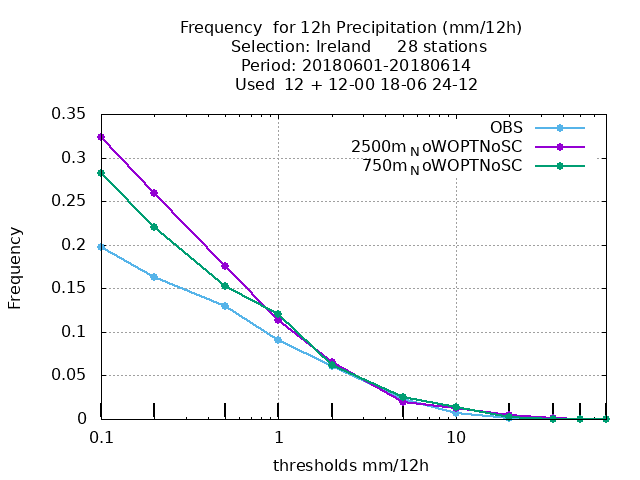 Frequency  for 12h Precipitation (mm/12h)
Selection: Ireland     28 stations
Period: 20180601-20180614
Used  12 + 12-00 18-06 24-12
OBS
2500m_NoWOPTNoSC
750m_NoWOPTNoSC
0.35
0.3
0.25
0.2
0.15
0.1
0.05
0
Frequency
0.1 1 10
thresholds mm/12h